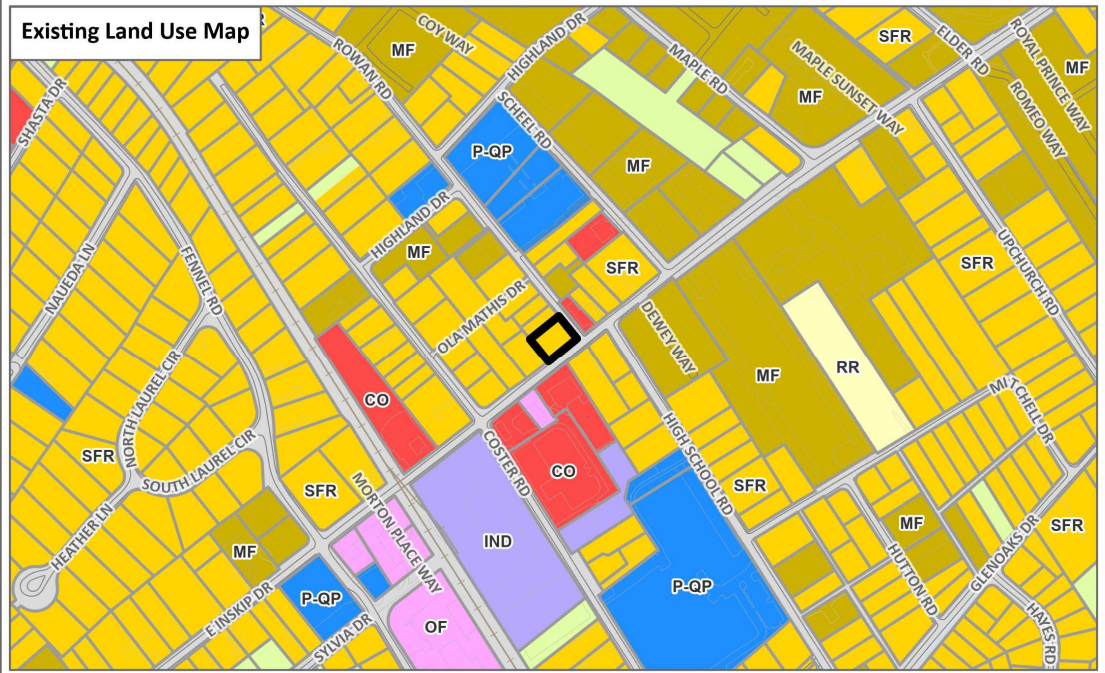 Existing Land Use Map
COY WAY
MF
HIGHLAND DR
ROWAN RD
MAPLE RD
SFR
ELDER RD
ROYAL PRINCE WAY
MF
MAPLE SUNSET WAY
MF
ROMEO WAY
SHASTA DR
SCHEEL RD
P-QP
MF
HIGHLAND DR
MF
NAUEDA LN
FENNEL RD
SFR
SFR
UPCHURCH RD
OLA MATHIS DR
DEWEY WAY
NORTH LAUREL CIR
CO
MF
RR
MITCHELL DR
SFR
SOUTH LAUREL CIR
COSTER RD
HIGH SCHOOL RD
CO
SFR
SFR
MORTON PLACE WAY
HEATHER LN
MF
IND
MF
GLENOAKS DR
SFR
HUTTON RD
E INSKIP DR
P-QP
P-QP
SYLVIA DR
OF
HAYES RD